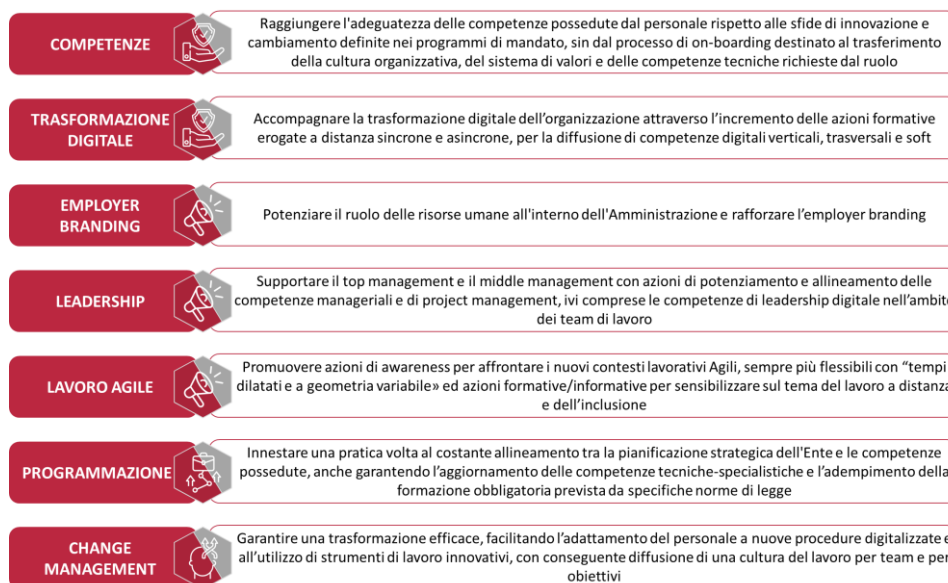 COMPETENZE
Raggiungere l'adeguatezza delle competenze possedute dal personale rispetto alle sfide di innovazione e
cambiamento definite nei programmi di mandato, sin dal processo di on-boarding destinato al trasferimento
della cultura organizzativa, del sistema di valori e delle competenze tecniche richieste dal ruolo
TRASFORMAZIONE
DIGITALE
Accompagnare la trasformazione digitale dell’organizzazione attraverso l’incremento delle azioni formative
erogate a distanza sincrone e asincrone, per la diffusione di competenze digitali verticali, trasversali e soft
EMPLOYER
BRANDING
Potenziare il ruolo delle risorse umane all'interno dell'Amministrazione e rafforzare l’employer branding
LEADERSHIP
Supportare il top management e il middle management con azioni di potenziamento e allineamento delle
competenze manageriali e di project management, ivi comprese le competenze di leadership digitale nell’ambito
dei team di lavoro
LAVORO AGILE
Promuovere azioni di awareness per affrontare i nuovi contesti lavorativi Agili, sempre più flessibili con “tempi
dilatati e a geometria variabile» ed azioni formative/informative per sensibilizzare sul tema del lavoro a distanza
e dell’inclusione
PROGRAMMAZIONE
Innestare una pratica volta al costante allineamento tra la pianificazione strategica dell'Ente e le competenze
possedute, anche garantendo l’aggiornamento delle competenze tecniche-specialistiche e l’adempimento della
formazione obbligatoria prevista da specifiche norme di legge
CHANGE
MANAGEMENT
Garantire una trasformazione efficace, facilitando l’adattamento del personale a nuove procedure digitalizzate e
all’utilizzo di strumenti di lavoro innovativi, con conseguente diffusione di una cultura del lavoro per team e per
obiettivi